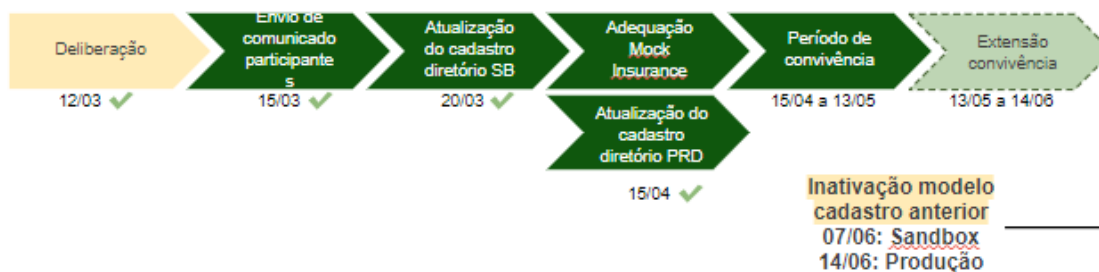 Deliberação
12/03
Envio de
comunicado
participante
s
15/03
Atualização
do cadastro
diretório SB
20/03
Adequação
Mock
Insurance
Atualização do
cadastro
diretório PRD
15/04
Período de
convivência
15/04 a 13/05
Extensão
convivência
13/05 a 14/06
Inativação modelo
cadastro anterior
07/06: Sandbox
14/06: Produção